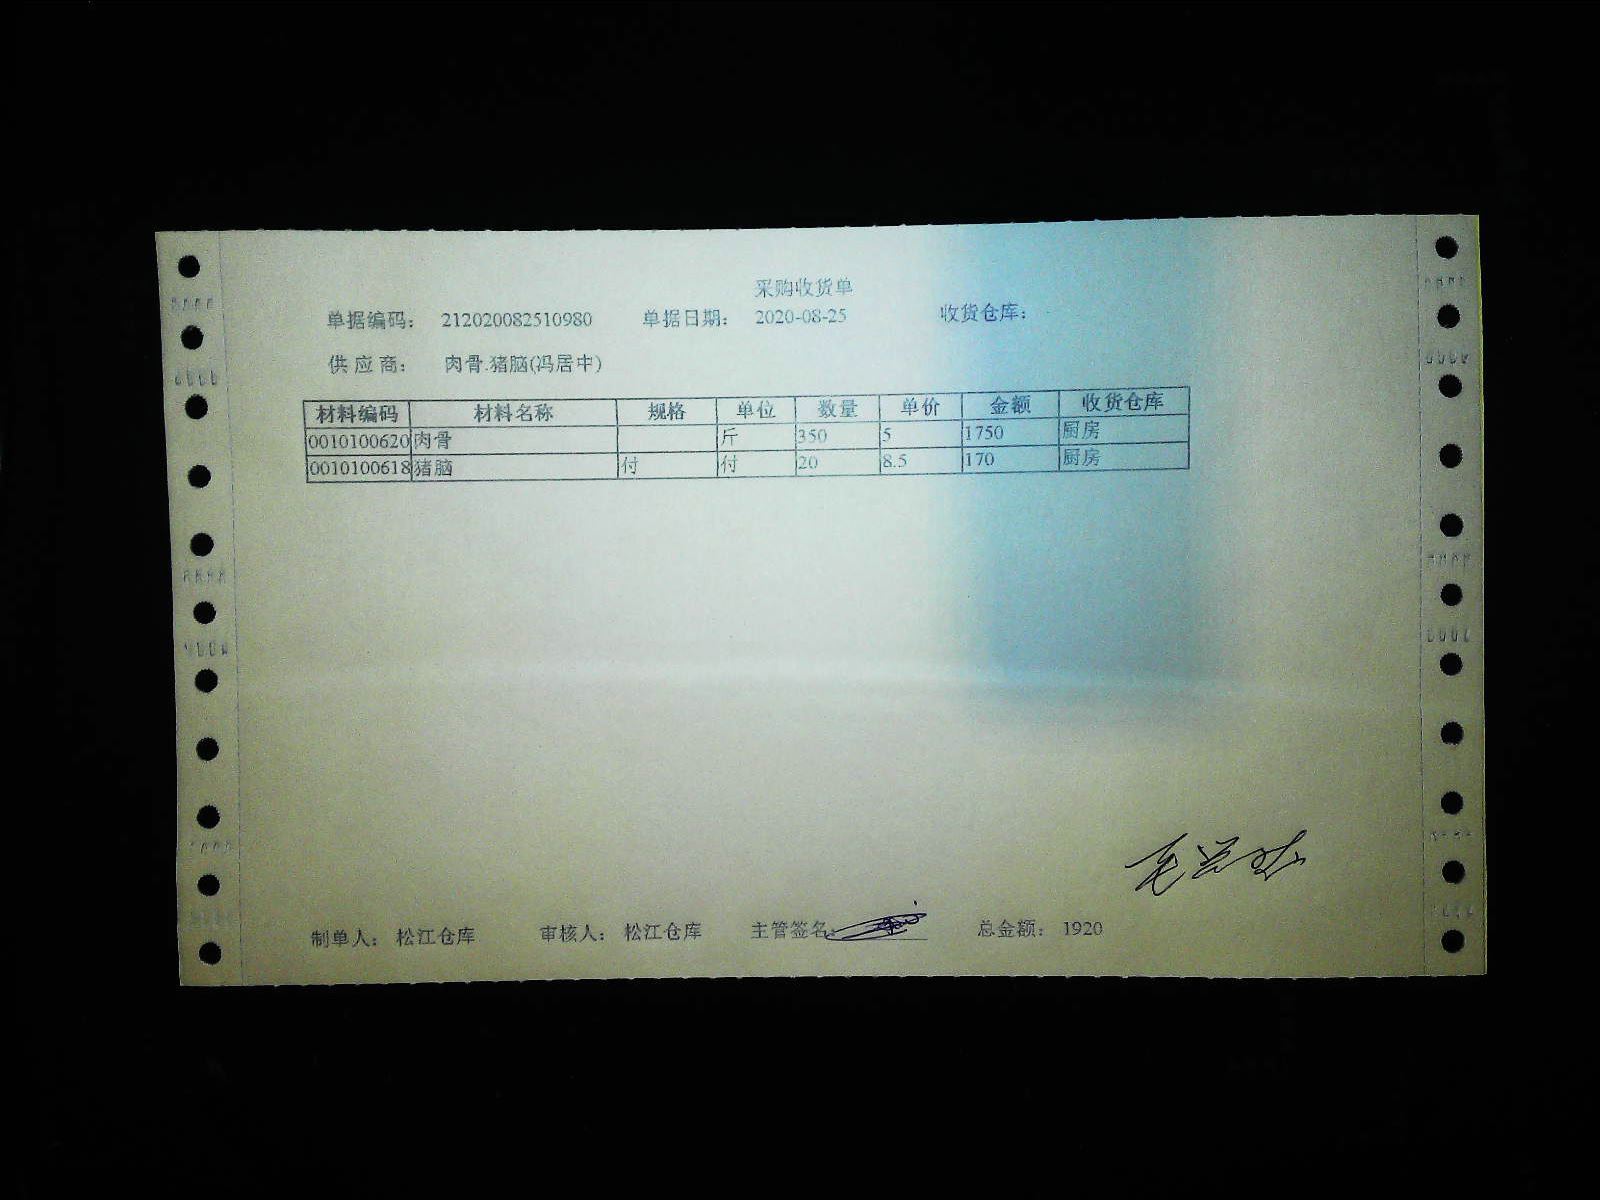 采购收货单
单据编码： 212020082510980 单据日期： 2020-08-25 收货仓库：
供 应 商： 肉骨.猪脑(冯居中)
材料编码 材料名称 规格 单位 数量 单价 金额 收货仓库
0010100620 肉骨 斤 350 5 1750 厨房
0010100618 猪脑 付 付 20 8.5 170 厨房
制单人： 松江仓库 审核人： 松江仓库 主管签名： 总金额： 1920